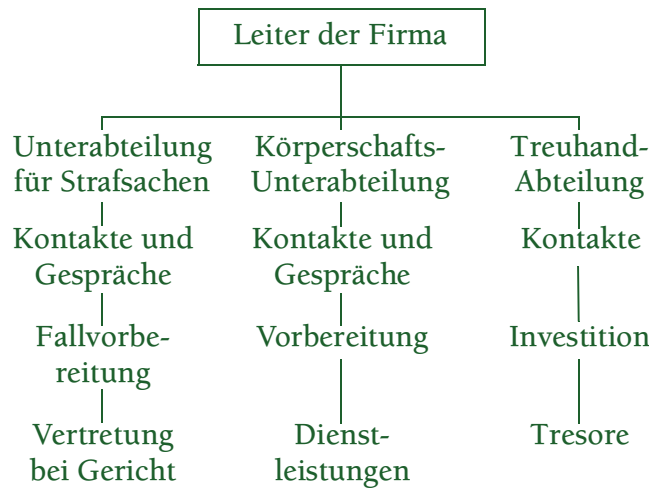 Leiter der Firma
Unterabteilung
für Strafsachen
Körperschafts-
Unterabteilung
Treuhand-
Abteilung
Kontakte und
Gespräche
Kontakte und
Gespräche
Kontakte
Fallvorbe-
reitung
Vorbereitung
Investition
Vertretung
bei Gericht
Dienst-
leistungen
Tresore